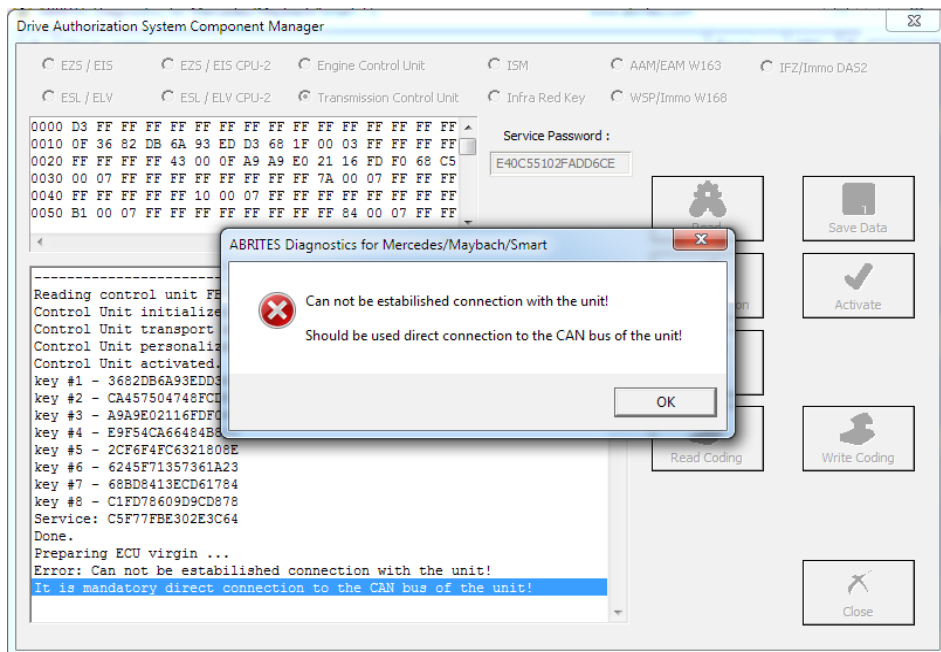 Drive Authorization System Component Manager
EZS / EIS
EZS / EIS CPU-2
Engine Control Unit
ISM
AAM/EAM W163
IFZ/Immo DAS2
ESL / ELV
ESL / ELV CPU-2
Transmission Control Unit
Infra Red Key
WSP/Immo W168
0000 D3 FF FF FF FF FF FF FF FF FF FF FF FF FF FF FF
0010 0F 36 82 DB 6A 93 ED D3 68 1F 00 03 FF FF FF FF
0020 FF FF FF FF 43 00 0F A9 A9 E0 21 16 FD F0 68 C5
0030 00 07 FF FF FF FF FF FF FF FF 7A 00 07 FF FF FF
0040 FF FF FF FF FF 10 00 07 FF FF FF FF FF FF FF FF
0050 B1 00 07 FF FF FF FF FF FF FF FF 84 00 07 FF FF
Service Password :
E40C55102FADD6CE
Read
Save Data
ABRITES Diagnostics for Mercedes/Maybach/Smart
Can not be estabilished connection with the unit!
Should be used direct connection to the CAN bus of the unit!
OK
Activate
Read Coding
Write Coding
Close
Reading control unit
Control Unit
Control Unit transport
Control Unit
Control Unit activated.
key #1 - 3682DB6A93EDD3
key #2 - CA457504748FCD
key #3 - A9A9E02116FDF0
key #4 - E9F54CA66484B8
key #5 - 2CF6F4FC6321808E
key #6 - 6245F71357361A23
key #7 - 68BD8413ECD61784
key #8 - C1FD78609D9CD878
Service: C5F77FBE302E3C64
Done.
Preparing ECU virgin ...
Error: Can not be estabilished connection with the unit!
It is mandatory direct connection to the CAN bus of the unit!